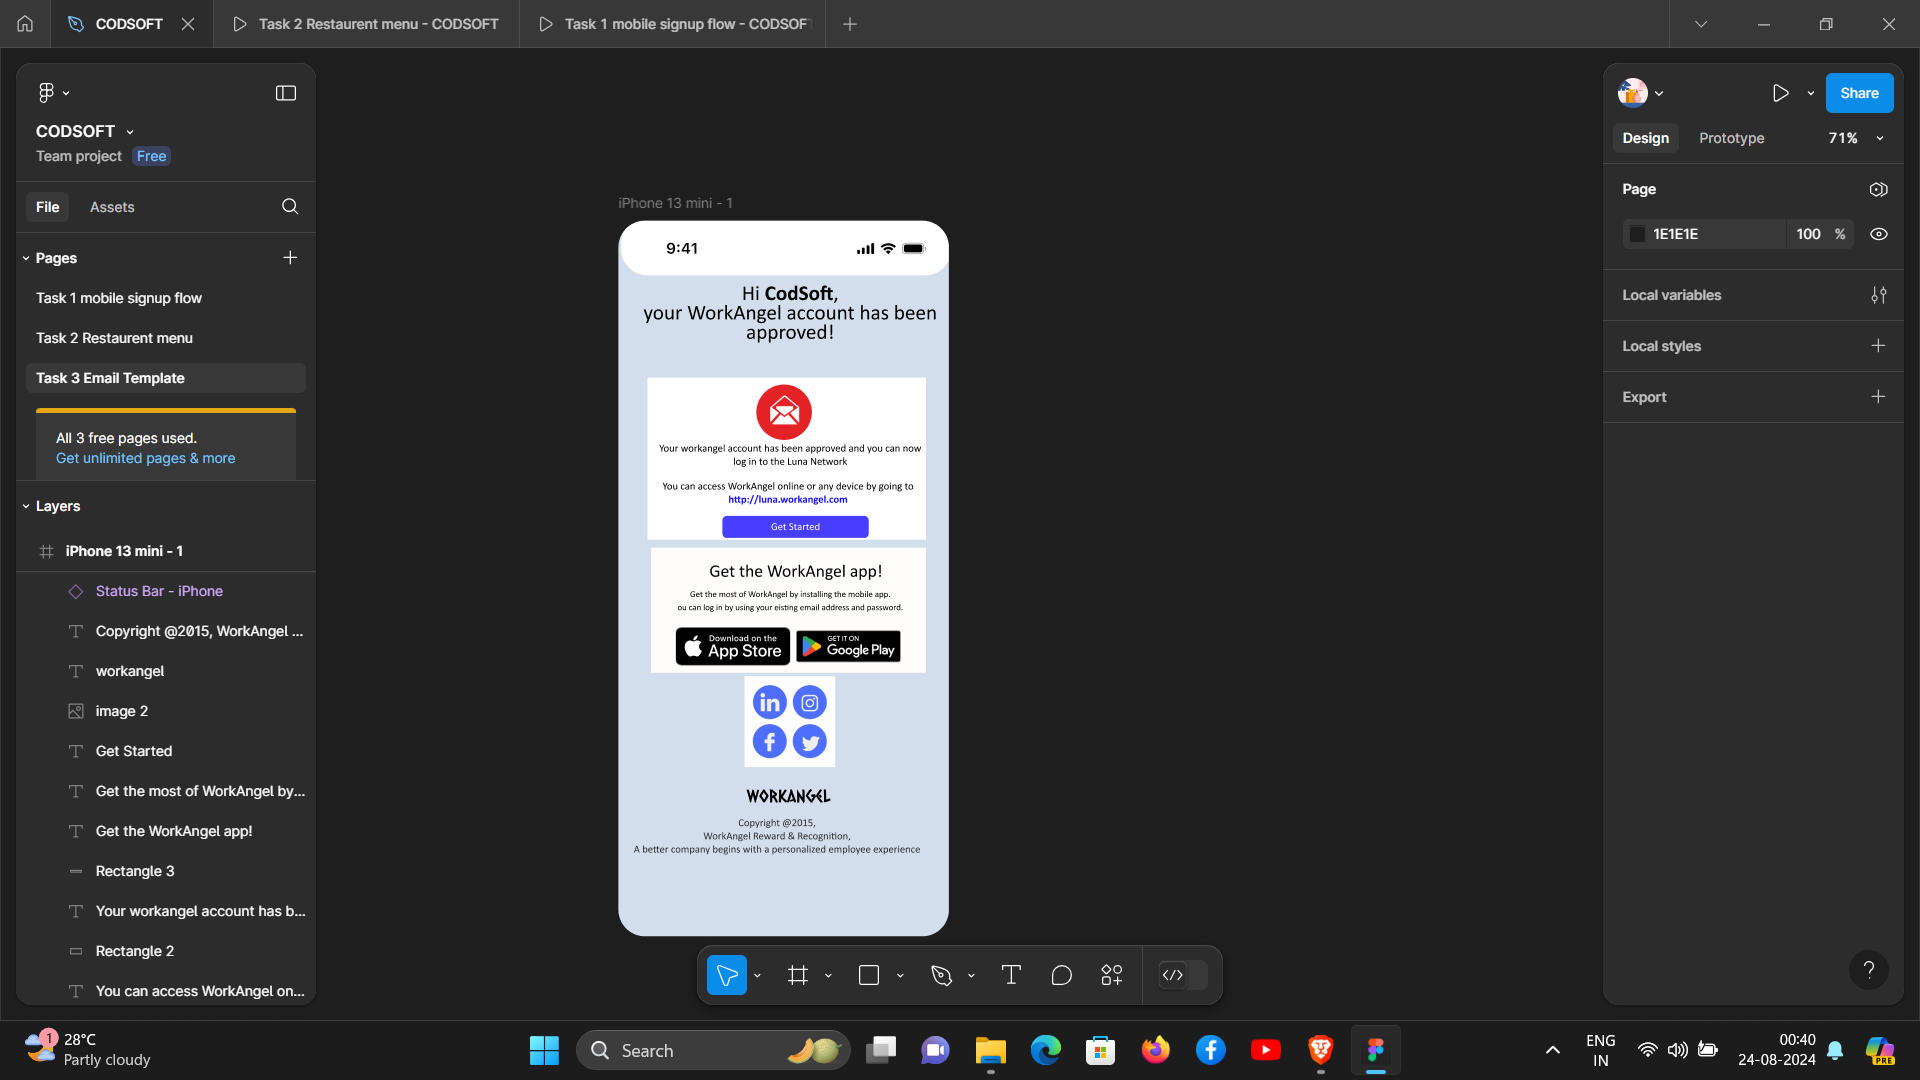 CODSOFT
Task 2 Restaurent menu - CODSOFT
Task 1 mobile signup flow - CODSOF
CODSOFT
Team project Free
File Assets
Pages
Task 1 mobile signup flow
Task 2 Restaurent menu
Task 3 Email Template
All 3 free pages used.
Get unlimited pages & more
Layers
iPhone 13 mini - 1
Status Bar - iPhone
Copyright @2015, WorkAngel ...
workangel
image 2
Get Started
Get the most of WorkAngel by...
Get the WorkAngel app!
Rectangle 3
Your workangel account has b...
Rectangle 2
You can access WorkAngel on...
iPhone 13 mini - 1
9:41
Hi CodSoft,
your WorkAngel account has been
approved!
Your workangel account has been approved and you can now
log in to the Luna Network
You can access WorkAngel online or any device by going to
http://luna.workangel.com
Get Started
Get the WorkAngel app!
Get the most of WorkAngel by installing the mobile app.
ou can log in by using your eisting email address and password.
Download on the
App Store
GET IT ON
Google Play
in
f
WORKANGEL
Copyright @2015,
WorkAngel Reward & Recognition,
A better company begins with a personalized employee experience
Share
Design Prototype 71%
Page
1E1E1E 100 %
Local variables
Local styles
Export
?
1
28°C
Partly cloudy
Search
ENG
IN
00:40
24-08-2024
PRE